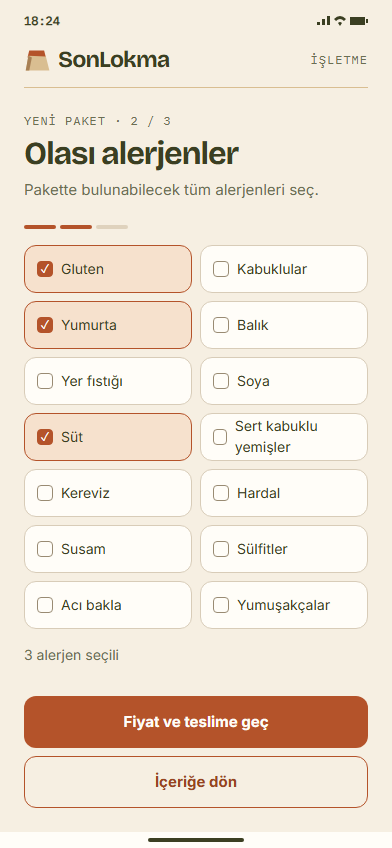 18:24
SonLokma
İŞLETME
YENİ PAKET · 2 / 3
Olası alerjenler
Pakette bulunabilecek tüm alerjenleri seç.
Gluten
Kabuklular
Yumurta
Balık
Yer fıstığı
Soya
Süt
Sert kabuklu
yemişler
Kereviz
Hardal
Susam
Sülfitler
Acı bakla
Yumuşakçalar
3 alerjen seçili
Fiyat ve teslime geç
İçeriğe dön